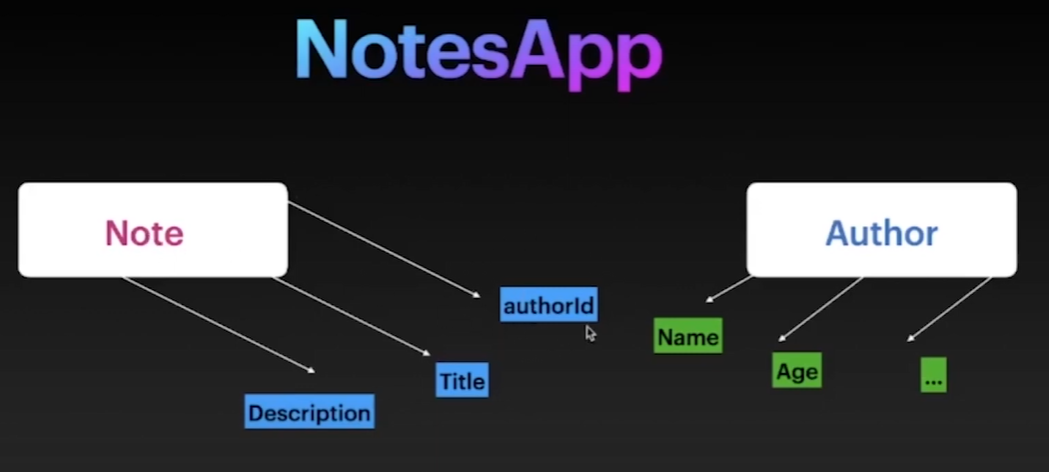 NotesApp
Note
Author
authorId
Name
Age
...
Title
Description